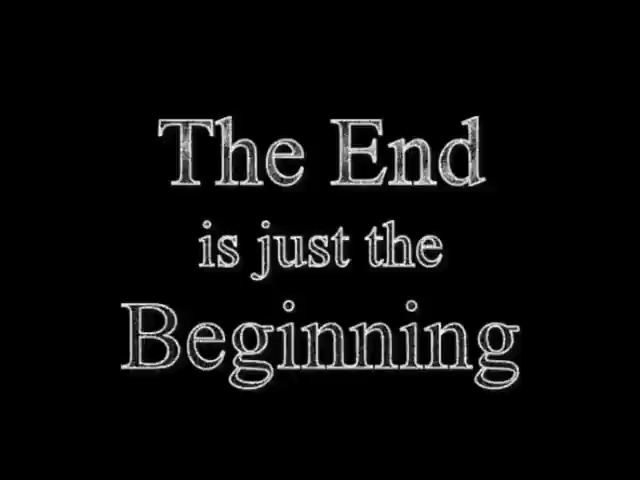 The End
is just the
Beginning